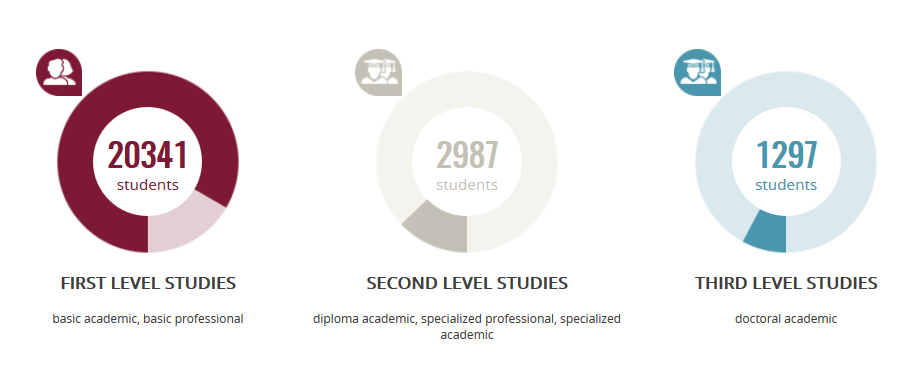 20341
students
FIRST LEVEL STUDIES
basic academic, basic professional
2987
students
SECOND LEVEL STUDIES
diploma academic, specialized professional, specialized
academic
1297
students
THIRD LEVEL STUDIES
doctoral academic